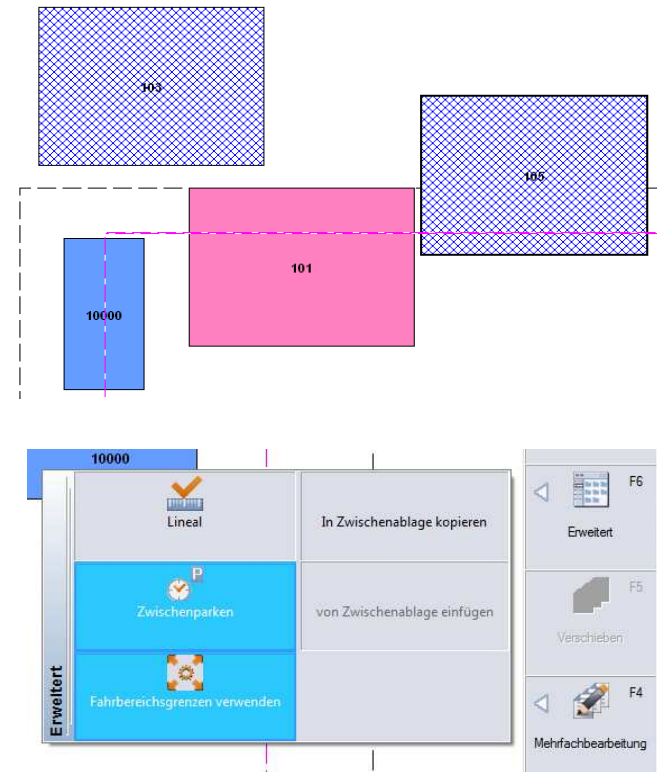 103
105
101
10000
10000
Lineal
In Zwischenablage kopieren
F6
Erweitert
P
Zwischenparken
von Zwischenablage einfügen
F5
Verschieben
Fahrbereichsgrenzen verwenden
Erweitert
F4
Mehrfachbearbeitung